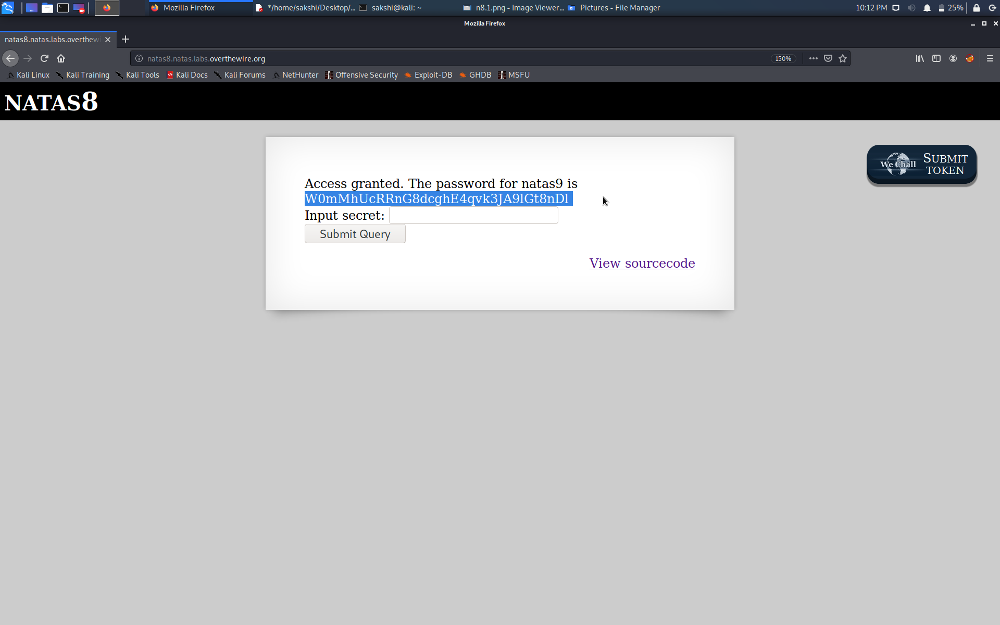 Mozilla Firefox
*/home/sakshi/Desktop/...
sakshi@kali: ~
n8.1.png - Image Viewer...
Pictures - File Manager
10:12 PM
25%
Mozilla Firefox
natas8.natas.labs.overthew
natas8.natas.labs.overthewire.org
150%
Kali Linux
Kali Training
Kali Tools
Kali Docs
Kali Forums
NetHunter
Offensive Security
Exploit-DB
GHDB
MSFU
NATAS8
We Chall
SUBMIT
TOKEN
Access granted. The password for natas9 is
W0mMhUcRRnG8dcghE4qvk3JA9lGt8nDl
Input secret:
Submit Query
View sourcecode